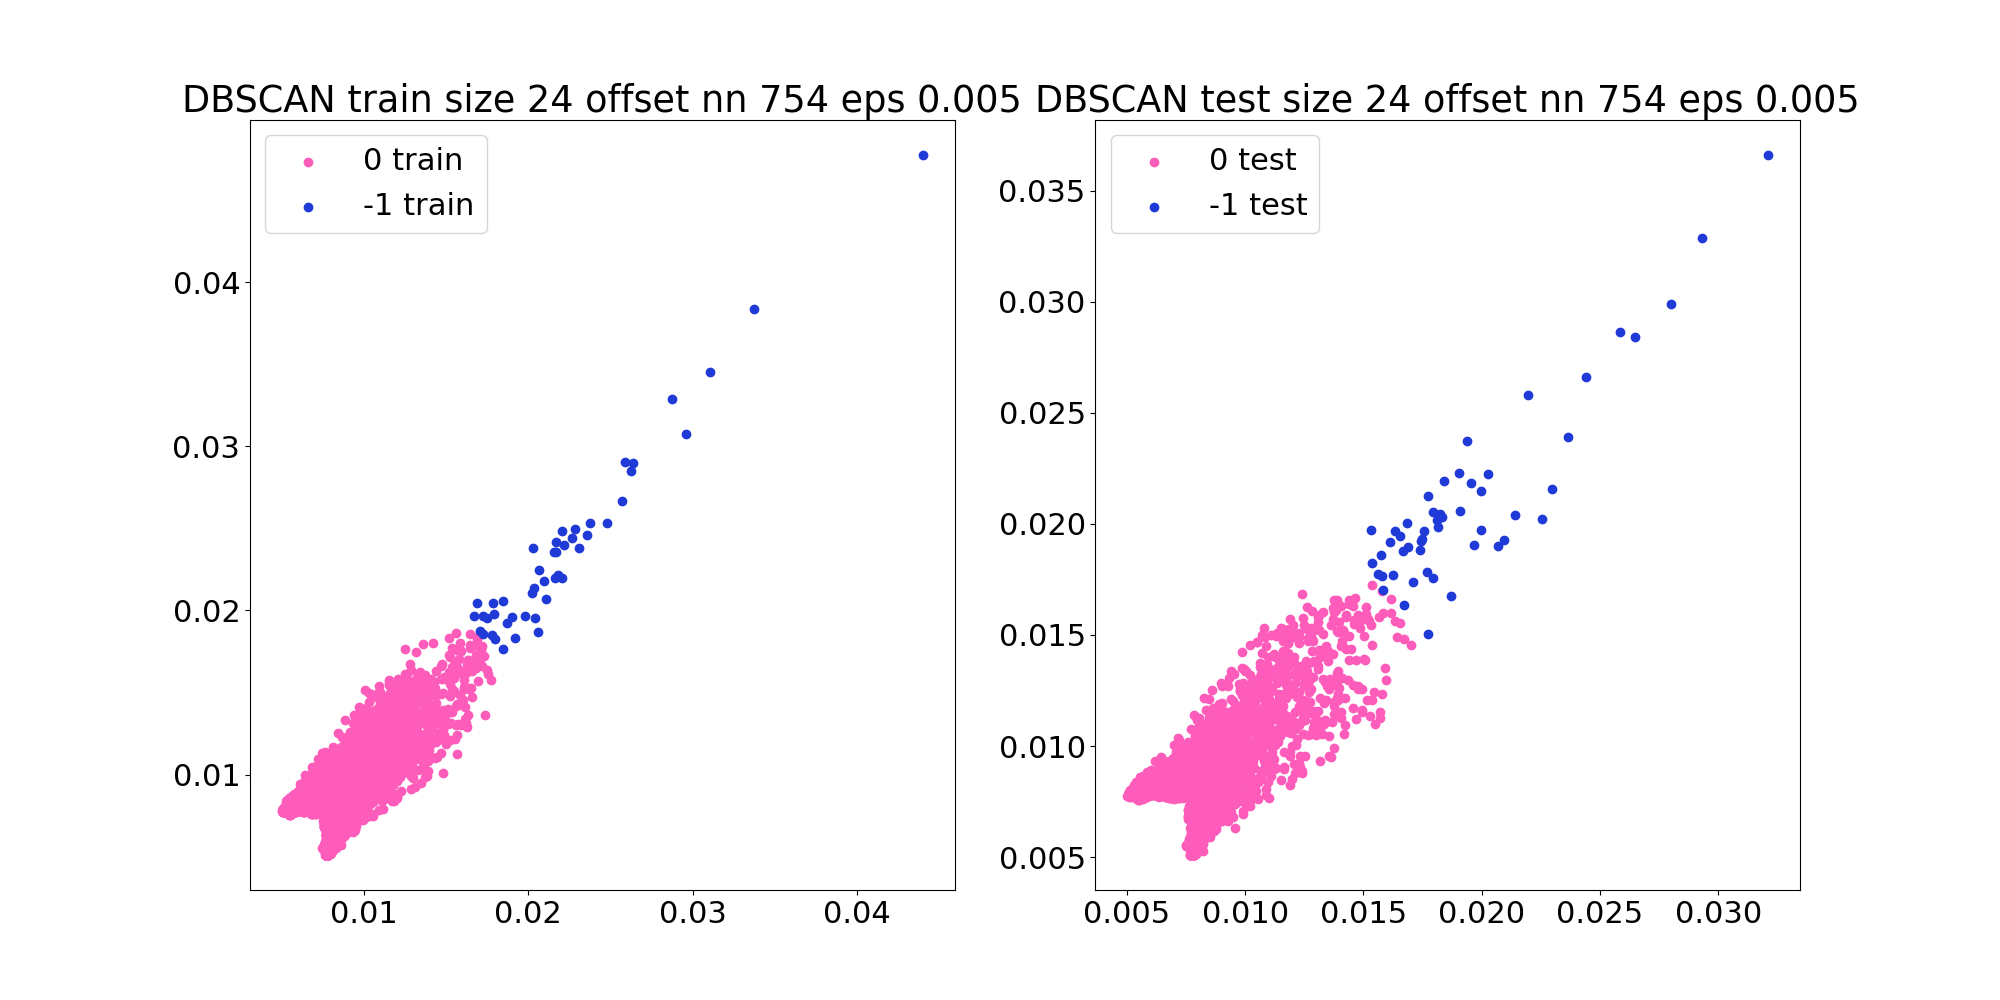 DBSCAN train size 24 offset nn 754 eps 0.005
0 train
-1 train
0.04
0.03
0.02
0.01
0.01 0.02 0.03 0.04
DBSCAN test size 24 offset nn 754 eps 0.005
0 test
-1 test
0.035
0.030
0.025
0.020
0.015
0.010
0.005
0.005 0.010 0.015 0.020 0.025 0.030